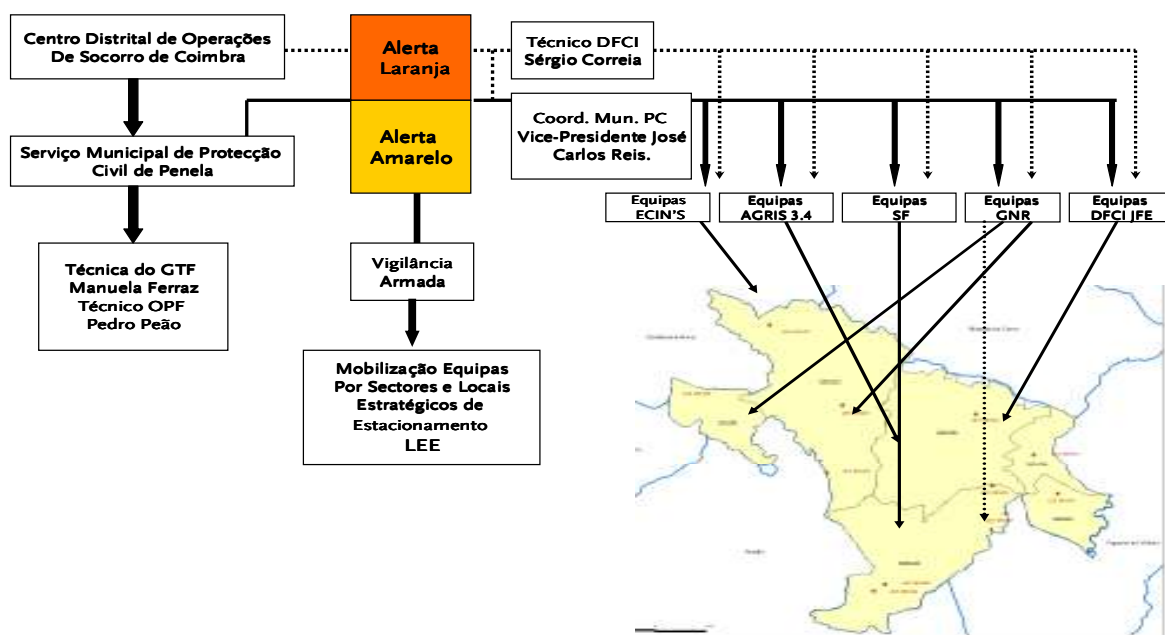 Centro Distrital de Operações
De Socorro de Coimbra
Alerta
Laranja
Técnico DFCI
Sérgio Correia
Serviço Municipal de Protecção
Civil de Penela
Alerta
Amarelo
Coord. Mun. PC
Vice-Presidente José
Carlos Reis.
Equipas
ECIN'S
Equipas
AGRIS 3.4
Equipas
SF
Equipas
GNR
Equipas
DFCI JFE
Técnica do GTF
Manuela Ferraz
Técnico OPF
Pedro Peão
Vigilância
Armada
Mobilização Equipas
Por Sectores e Locais
Estratégicos de
Estacionamento
LEE